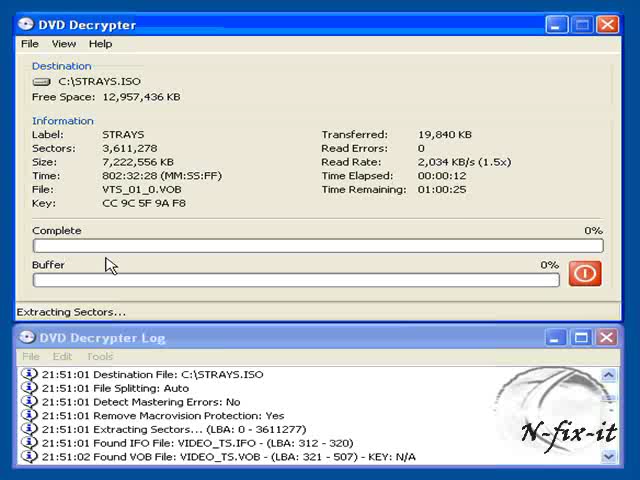 DVD Decrypter
File View Help
Destination
C:\STRAYS.ISO
Free Space: 12,957,436 KB
Information
Label: STRAYS Transferred: 19,840 KB
Sectors: 3,611,278 Read Errors: 0
Size: 7,222,556 KB Read Rate: 2,034 KB/s (1.5x)
Time: 802:32:28 (MM:SS:FF) Time Elapsed: 00:00:12
File: VTS_01_0.VOB Time Remaining: 01:00:25
Key: CC 9C 5F 9A F8
Complete 0%
Buffer 0%
Extracting Sectors...
DVD Decrypter Log
File Edit Tools
21:51:01 Destination File: C:\STRAYS.ISO
21:51:01 File Splitting: Auto
21:51:01 Detect Mastering Errors: No
21:51:01 Remove Macrovision Protection: Yes
21:51:01 Extracting Sectors... (LBA: 0 - 3611277)
21:51:01 Found IFO File: VIDEO_TS.IFO - (LBA: 312 - 320)
21:51:02 Found VOB File: VIDEO_TS.VOB - (LBA: 321 - 507) - KEY: N/A
N-fix-it